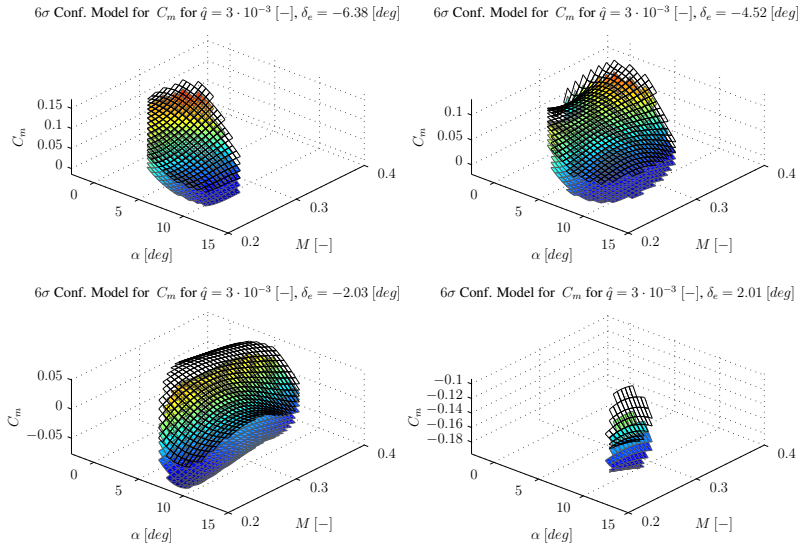 6σ Conf. Model for C_m for q̂ = 3 · 10⁻³ [−], δ_e = −6.38 [deg]
0.15
0.1
0.05
0
C_m
0
5
10
15
α [deg]
0.2
0.3
0.4
M [−]
6σ Conf. Model for C_m for q̂ = 3 · 10⁻³ [−], δ_e = −4.52 [deg]
0.1
0.05
0
C_m
0
5
10
15
α [deg]
0.2
0.3
0.4
M [−]
6σ Conf. Model for C_m for q̂ = 3 · 10⁻³ [−], δ_e = −2.03 [deg]
0.05
0
−0.05
C_m
0
5
10
15
α [deg]
0.2
0.3
0.4
M [−]
6σ Conf. Model for C_m for q̂ = 3 · 10⁻³ [−], δ_e = 2.01 [deg]
−0.1
−0.12
−0.14
−0.16
−0.18
C_m
0
5
10
15
α [deg]
0.2
0.3
0.4
M [−]